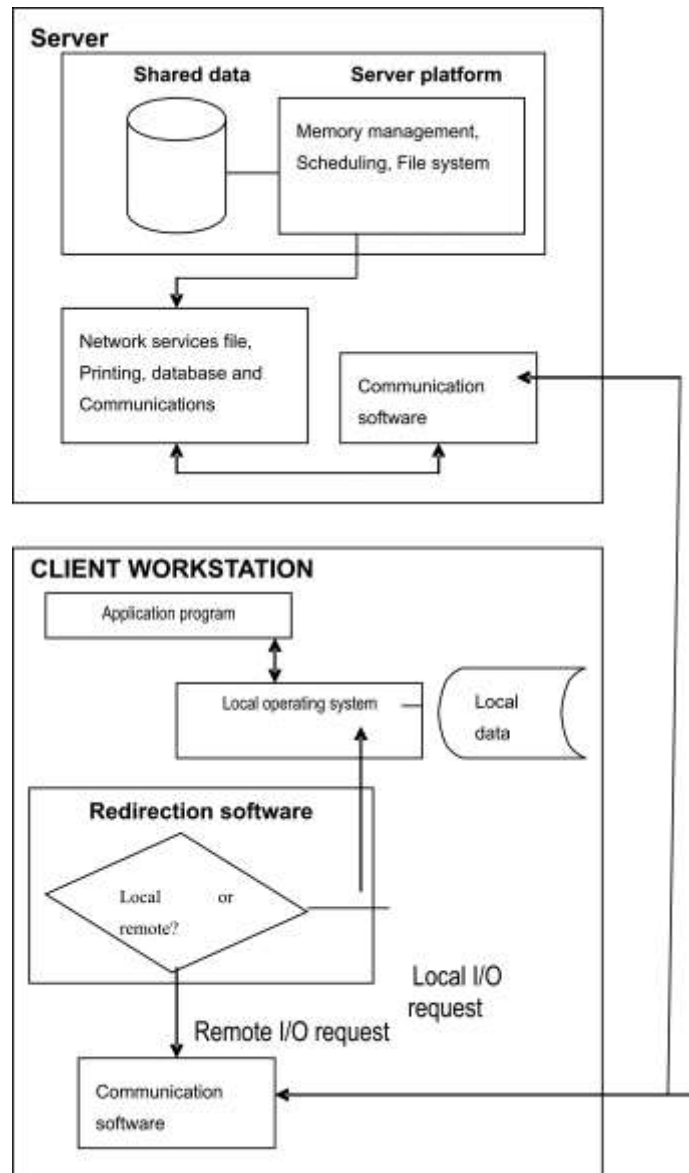 Server
Shared data
Server platform
Memory management,
Scheduling, File system
Network services file,
Printing, database and
Communications
Communication
software
CLIENT WORKSTATION
Application program
Local operating system
Local
data
Redirection software
Local or
remote?
Local I/O
request
Remote I/O request
Communication
software